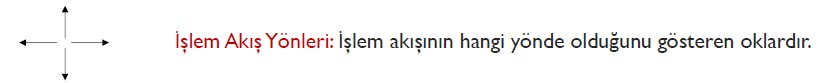 İşlem Akış Yönleri: İşlem akışının hangi yönde olduğunu gösteren oklardır.